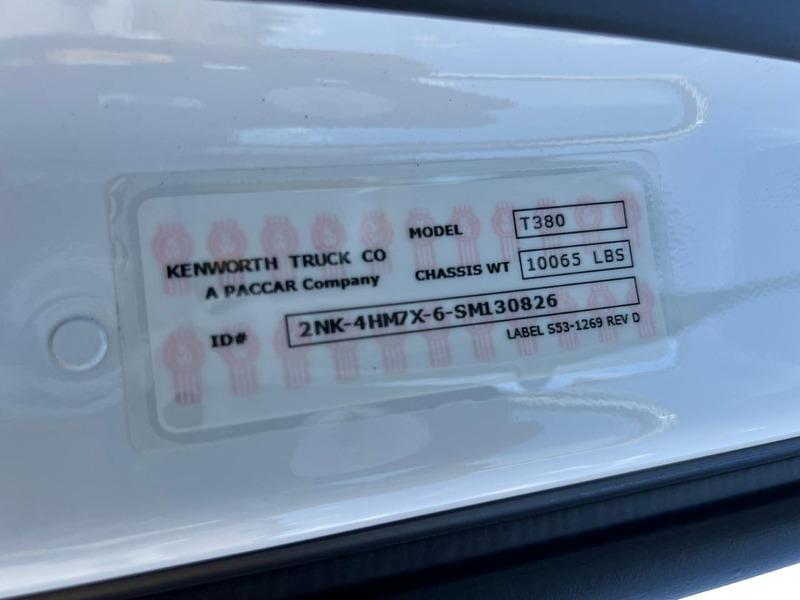 MODEL T380
KENWORTH TRUCK CO
CHASSIS WT 10065 LBS
A PACCAR Company
ID# 2NK-4HM7X-6-SM130826
LABEL S53-1269 REV D